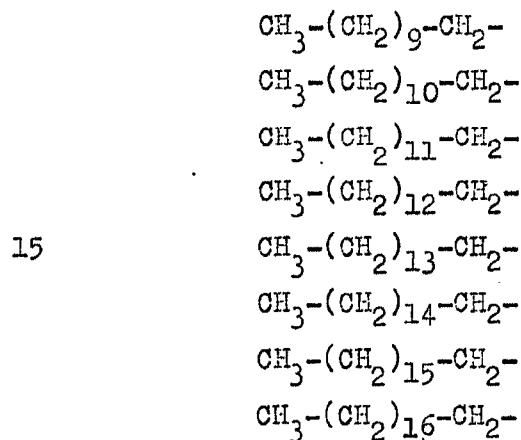 CH₃-(CH₂)₉-CH₂-
CH₃-(CH₂)₁₀-CH₂-
CH₃-(CH₂)₁₁-CH₂-
CH₃-(CH₂)₁₂-CH₂-
15 CH₃-(CH₂)₁₃-CH₂-
CH₃-(CH₂)₁₄-CH₂-
CH₃-(CH₂)₁₅-CH₂-
CH₃-(CH₂)₁₆-CH₂-